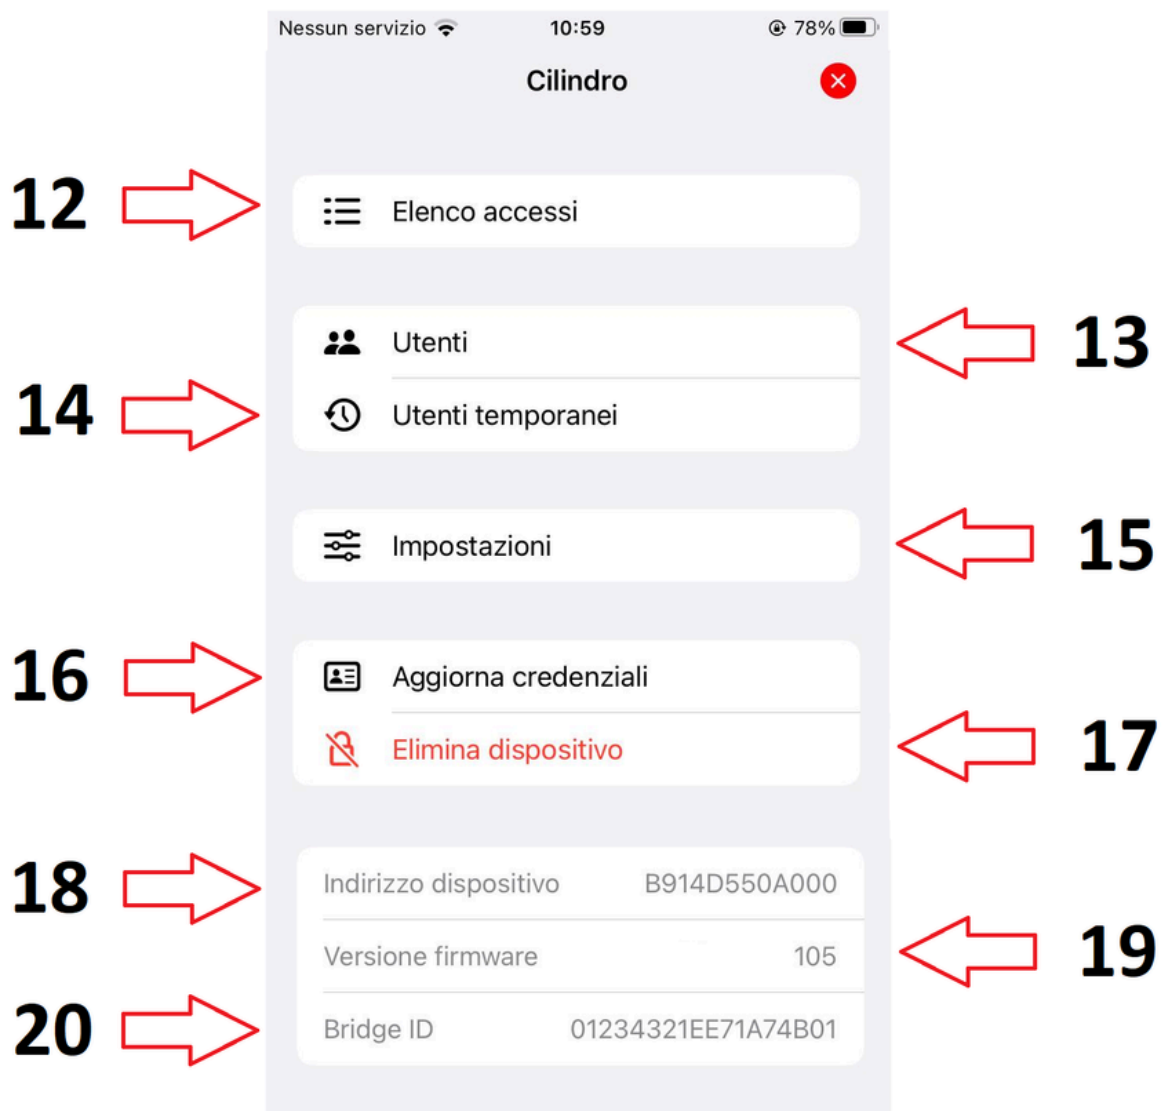 Nessun servizio 10:59 78%
Cilindro
12 Elenco accessi
Utenti 13
14 Utenti temporanei
Impostazioni 15
16 Aggiorna credenziali
Elimina dispositivo 17
18 Indirizzo dispositivo B914D550A000
Versione firmware 105 19
20 Bridge ID 01234321EE71A74B01